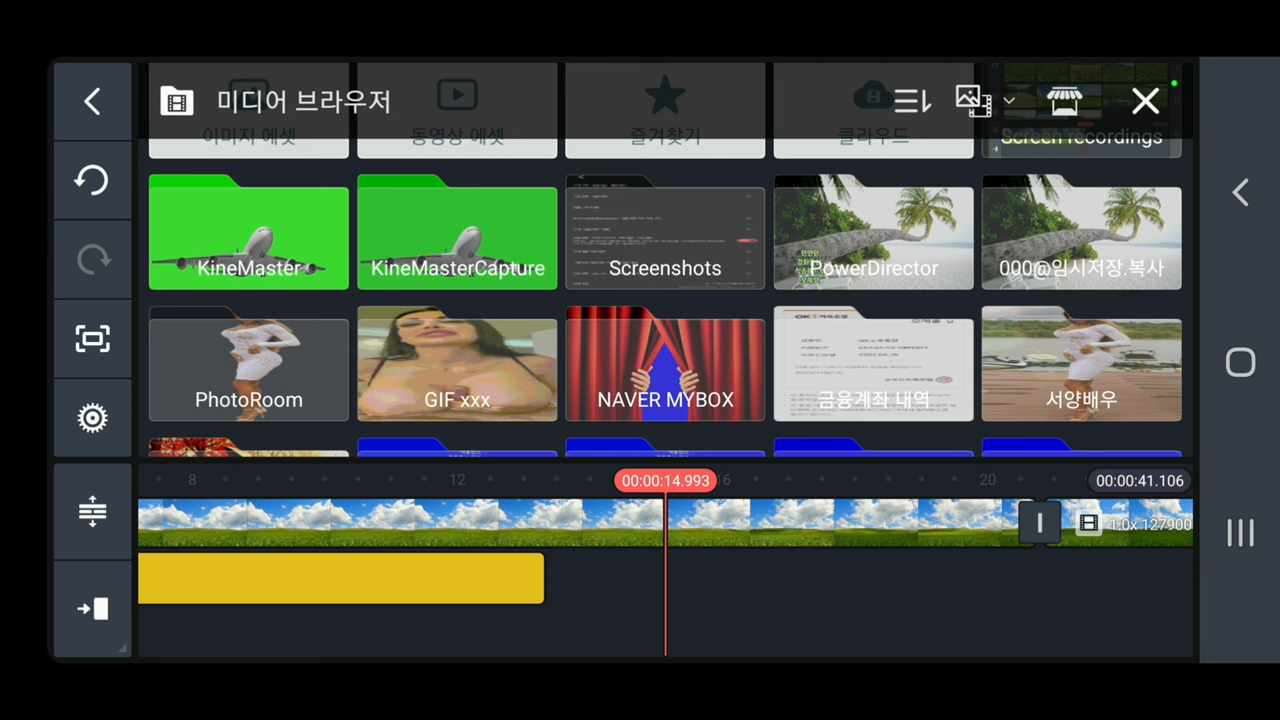 미디어 브라우저
이미지 에셋
동영상 에셋
즐겨찾기
클라우드
Screen recordings
KineMaster
KineMasterCapture
Screenshots
PowerDirector
000@임시저장.복사
PhotoRoom
GIF xxx
NAVER MYBOX
금융계좌 내역
서양배우
8
12
00:00:14.993
16
20
00:00:41.106
1.0x 127900